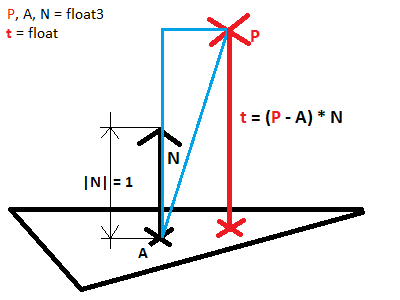 P, A, N = float3
t = float
P
t = (P - A) * N
N
|N| = 1
A